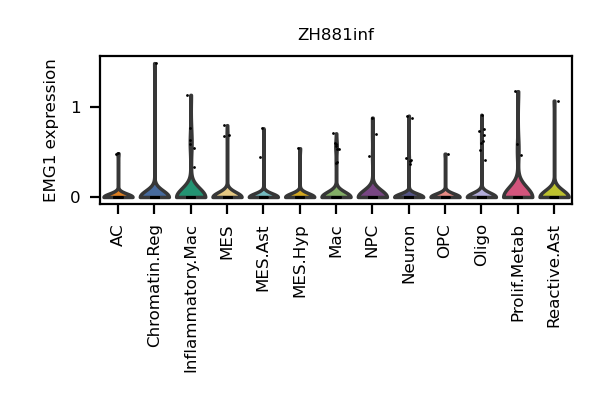 ZH881inf
EMG1 expression
1
0
AC
Chromatin.Reg
Inflammatory.Mac
MES
MES.Ast
MES.Hyp
Mac
NPC
Neuron
OPC
Oligo
Prolif.Metab
Reactive.Ast